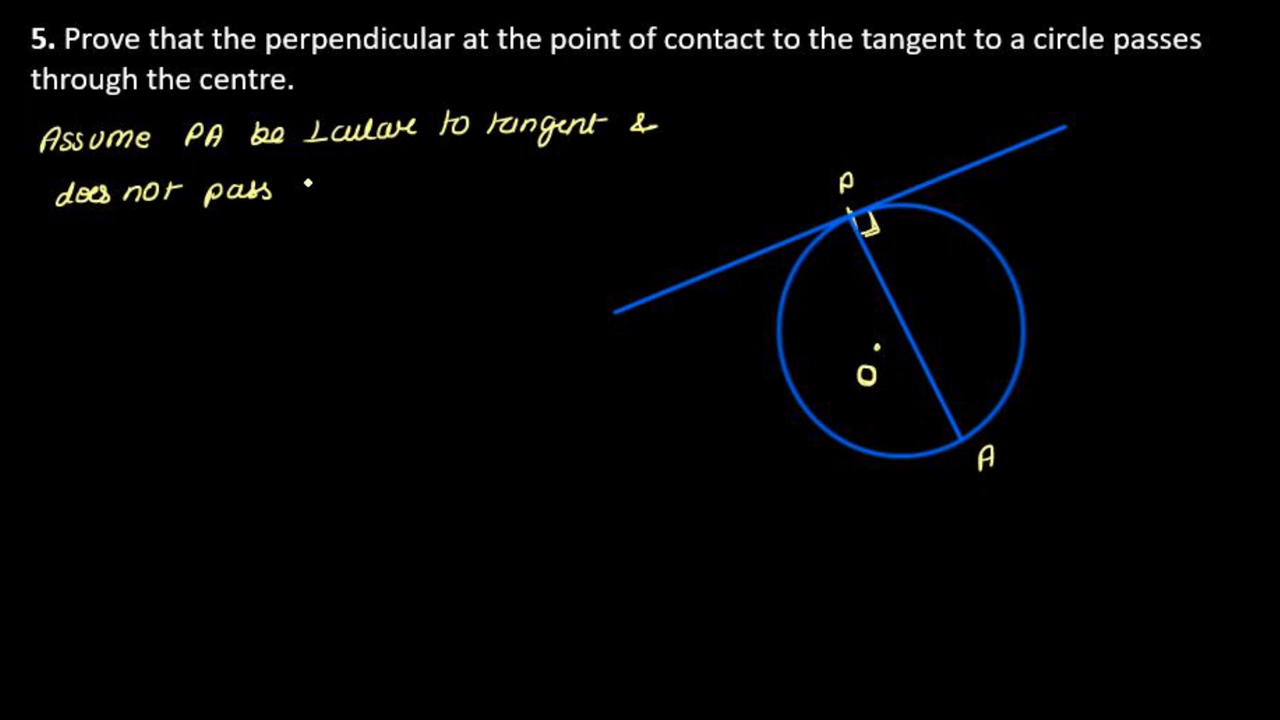 5. Prove that the perpendicular at the point of contact to the tangent to a circle passes
through the centre.
Assume PA be ⊥culare to tangent &
does not pass
P
O
A